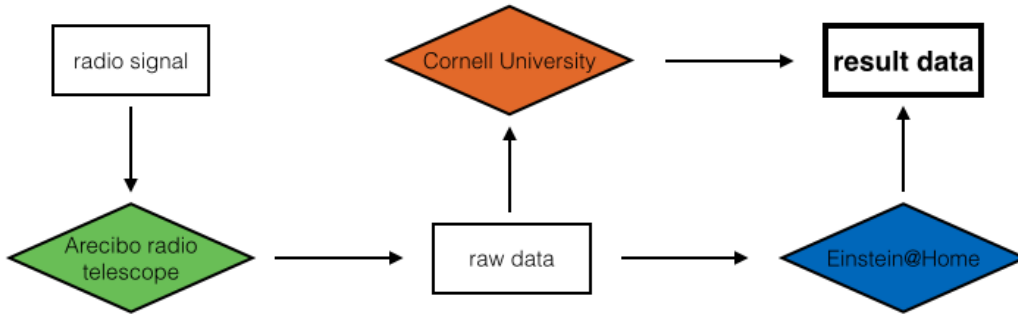 radio signal
Cornell University
result data
Arecibo radio
telescope
raw data
Einstein@Home